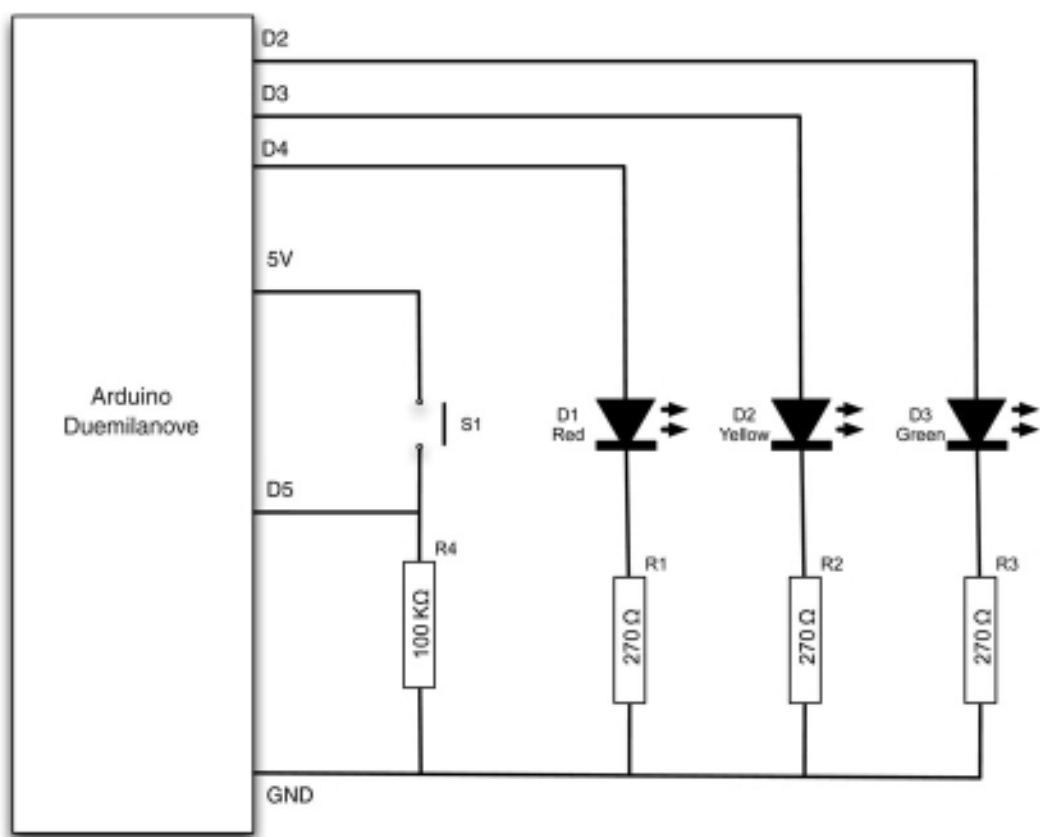 D2
D3
D4
5V
Arduino
Duemilanove
S1
D1
Red
D2
Yellow
D3
Green
D5
R4
R1
R2
R3
100 KΩ
270 Ω
270 Ω
270 Ω
GND